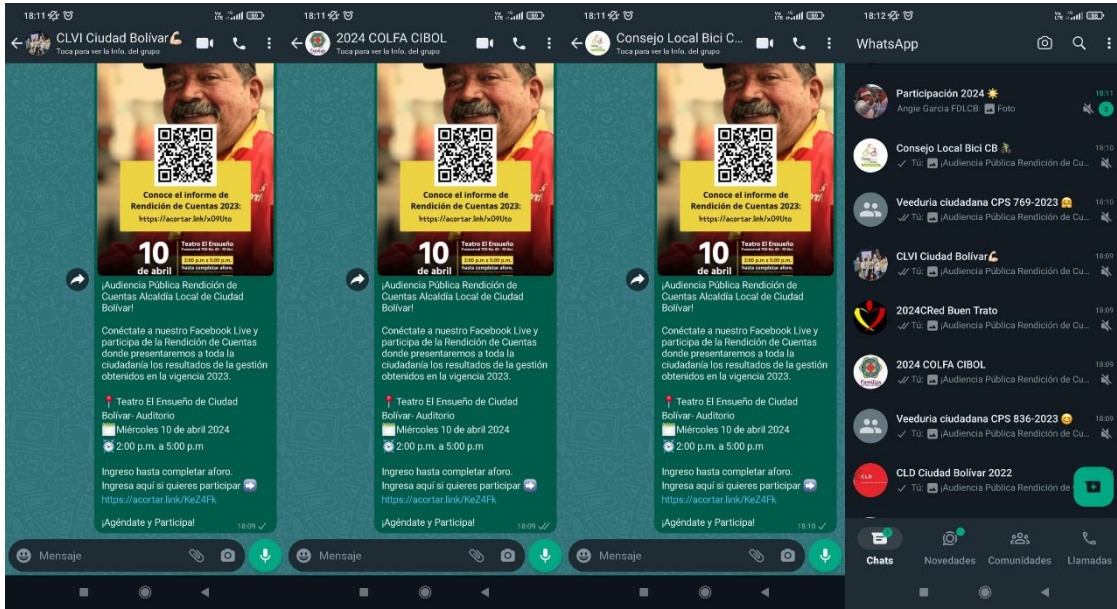 18:11
CLVI Ciudad Bolívar
Toca para ver la Info. del grupo
Conoce el informe de
Rendición de Cuentas 2023:
https://acortar.link/x09Uto
10
de abril
Teatro El Ensueño
2:00 p.m a 5:00 p.m.
hasta completar aforo.
¡Audiencia Pública Rendición de
Cuentas Alcaldía Local de Ciudad
Bolívar!
Conéctate a nuestro Facebook Live y
participa de la Rendición de Cuentas
donde presentaremos a toda la
ciudadanía los resultados de la gestión
obtenidos en la vigencia 2023.
Teatro El Ensueño de Ciudad
Bolívar- Auditorio
Miércoles 10 de abril 2024
2:00 p.m. a 5:00 p.m
Ingreso hasta completar aforo.
Ingresa aquí si quieres participar
https://acortar.link/KeZ4Fk
¡Agéndate y Participa!
18:09
Mensaje
18:11
2024 COLFA CIBOL
Toca para ver la Info. del grupo
Conoce el informe de
Rendición de Cuentas 2023:
https://acortar.link/x09Uto
10
de abril
Teatro El Ensueño
2:00 p.m a 5:00 p.m.
hasta completar aforo.
¡Audiencia Pública Rendición de
Cuentas Alcaldía Local de Ciudad
Bolívar!
Conéctate a nuestro Facebook Live y
participa de la Rendición de Cuentas
donde presentaremos a toda la
ciudadanía los resultados de la gestión
obtenidos en la vigencia 2023.
Teatro El Ensueño de Ciudad
Bolívar- Auditorio
Miércoles 10 de abril 2024
2:00 p.m. a 5:00 p.m
Ingreso hasta completar aforo.
Ingresa aquí si quieres participar
https://acortar.link/KeZ4Fk
¡Agéndate y Participa!
18:09
Mensaje
18:11
Consejo Local Bici C...
Toca para ver la Info. del grupo
Conoce el informe de
Rendición de Cuentas 2023:
https://acortar.link/x09Uto
10
de abril
Teatro El Ensueño
2:00 p.m a 5:00 p.m.
hasta completar aforo.
¡Audiencia Pública Rendición de
Cuentas Alcaldía Local de Ciudad
Bolívar!
Conéctate a nuestro Facebook Live y
participa de la Rendición de Cuentas
donde presentaremos a toda la
ciudadanía los resultados de la gestión
obtenidos en la vigencia 2023.
Teatro El Ensueño de Ciudad
Bolívar- Auditorio
Miércoles 10 de abril 2024
2:00 p.m. a 5:00 p.m
Ingreso hasta completar aforo.
Ingresa aquí si quieres participar
https://acortar.link/KeZ4Fk
¡Agéndate y Participa!
18:10
Mensaje
18:12
WhatsApp
Participación 2024 18:11
Angie Garcia FDLCB: Foto
Consejo Local Bici CB 18:10
Tú: ¡Audiencia Pública Rendición de Cu...
Veeduria ciudadana CPS 769-2023 18:10
Tú: ¡Audiencia Pública Rendición de Cu...
CLVI Ciudad Bolívar 18:09
Tú: ¡Audiencia Pública Rendición de Cu...
2024CRed Buen Trato 18:09
Tú: ¡Audiencia Pública Rendición de Cu...
2024 COLFA CIBOL 18:09
Tú: ¡Audiencia Pública Rendición de Cu...
Veeduria ciudadana CPS 836-2023 18:09
Tú: ¡Audiencia Pública Rendición de Cu...
CLD Ciudad Bolívar 2022
Tú: ¡Audiencia Pública Rendición de
Chats Novedades Comunidades Llamadas